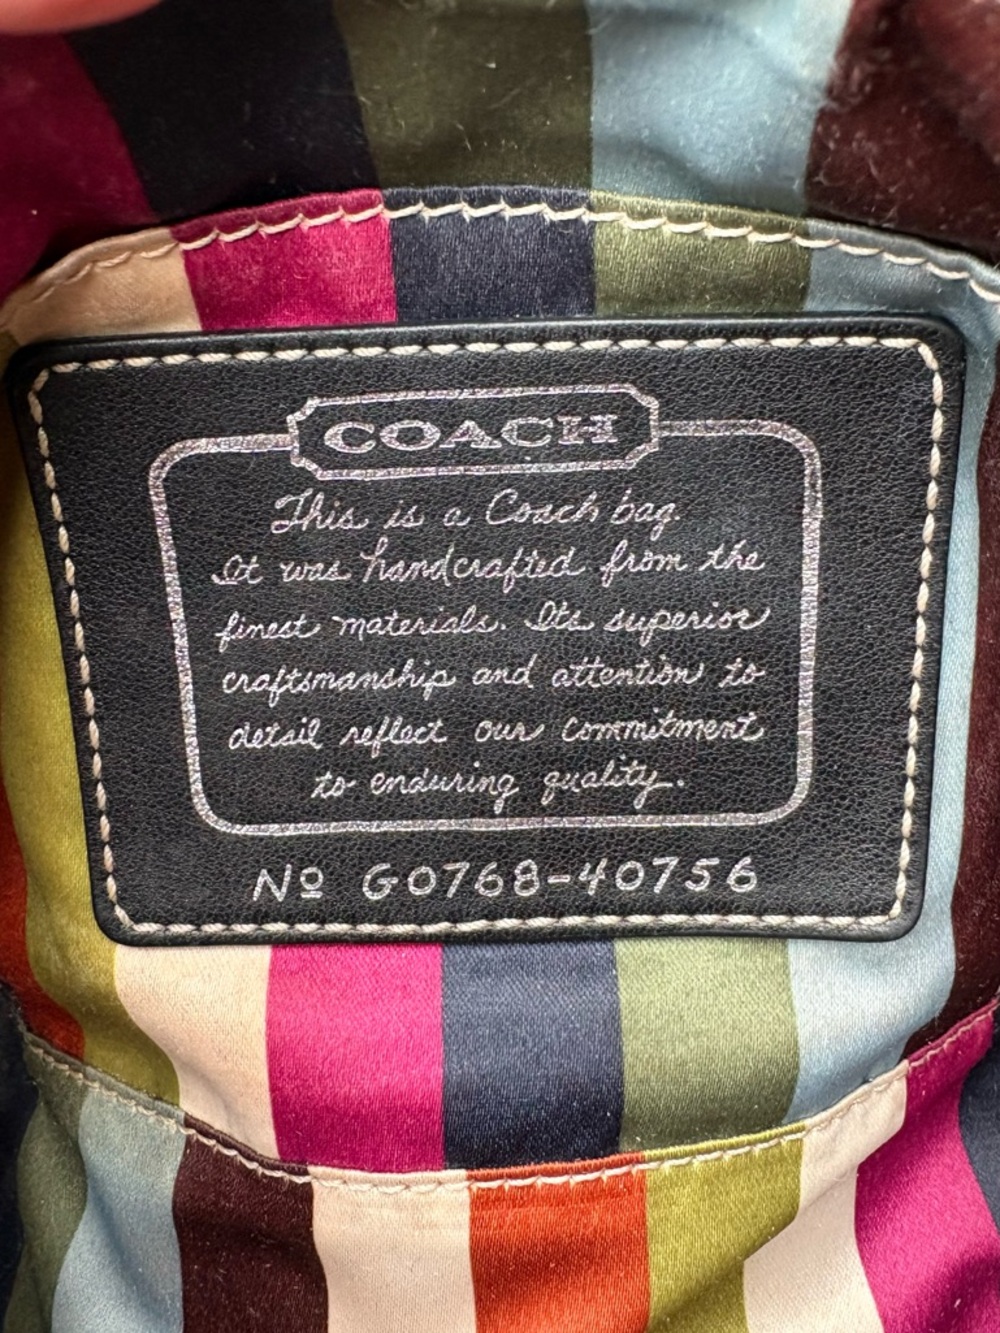 COACH
This is a Coach bag.
It was handcrafted from the
finest materials. Its superior
craftsmanship and attention to
detail reflect our commitment
to enduring quality.
Nº G0768-40756